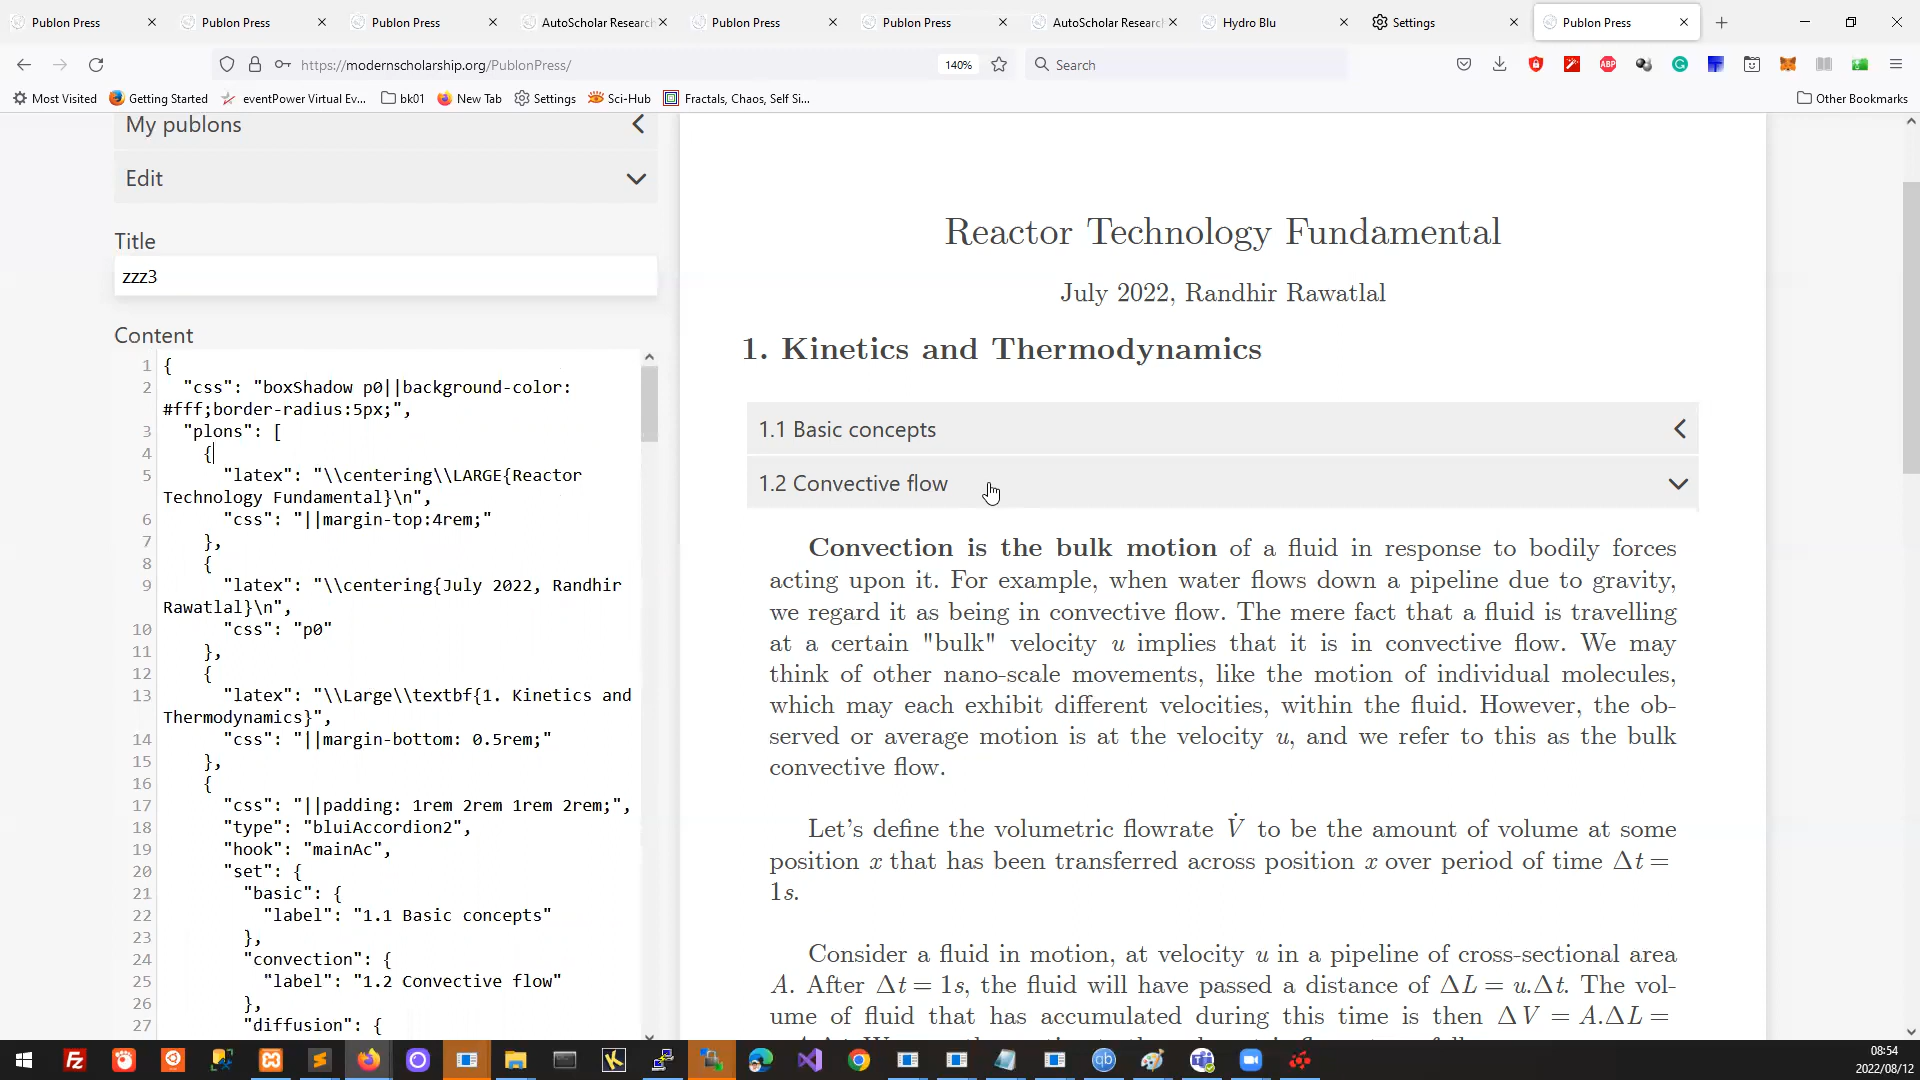 Publon Press
Publon Press
Publon Press
AutoScholar Research
Publon Press
Publon Press
AutoScholar Research
Hydro Blu
Settings
Publon Press
https://modernscholarship.org/PublonPress/
140%
Search
Most Visited
Getting Started
eventPower Virtual Ev...
bk01
New Tab
Settings
Sci-Hub
Fractals, Chaos, Self Si...
Other Bookmarks
My publons
Edit
Title
zzz3
Content
1 {
2 "css": "boxShadow p0||background-color:
#fff;border-radius:5px;",
3 "plons": [
4 {
5 "latex": "\\centering\\LARGE{Reactor
Technology Fundamental}\n",
6 "css": "||margin-top:4rem;"
7 },
8 {
9 "latex": "\\centering{July 2022, Randhir
Rawatlal}\n",
10 "css": "p0"
11 },
12 {
13 "latex": "\\Large\\textbf{1. Kinetics and
Thermodynamics}",
14 "css": "||margin-bottom: 0.5rem;"
15 },
16 {
17 "css": "||padding: 1rem 2rem 1rem 2rem;",
18 "type": "bluiAccordion2",
19 "hook": "mainAc",
20 "set": {
21 "basic": {
22 "label": "1.1 Basic concepts"
23 },
24 "convection": {
25 "label": "1.2 Convective flow"
26 },
27 "diffusion": {
Reactor Technology Fundamental
July 2022, Randhir Rawatlal
1. Kinetics and Thermodynamics
1.1 Basic concepts
1.2 Convective flow
Convection is the bulk motion of a fluid in response to bodily forces
acting upon it. For example, when water flows down a pipeline due to gravity,
we regard it as being in convective flow. The mere fact that a fluid is travelling
at a certain "bulk" velocity u implies that it is in convective flow. We may
think of other nano-scale movements, like the motion of individual molecules,
which may each exhibit different velocities, within the fluid. However, the ob-
served or average motion is at the velocity u, and we refer to this as the bulk
convective flow.
Let's define the volumetric flowrate V̇ to be the amount of volume at some
position x that has been transferred across position x over period of time Δt =
1s.
Consider a fluid in motion, at velocity u in a pipeline of cross-sectional area
A. After Δt = 1s, the fluid will have passed a distance of ΔL = u.Δt. The vol-
ume of fluid that has accumulated during this time is then ΔV = A.ΔL =
08:54
2022/08/12